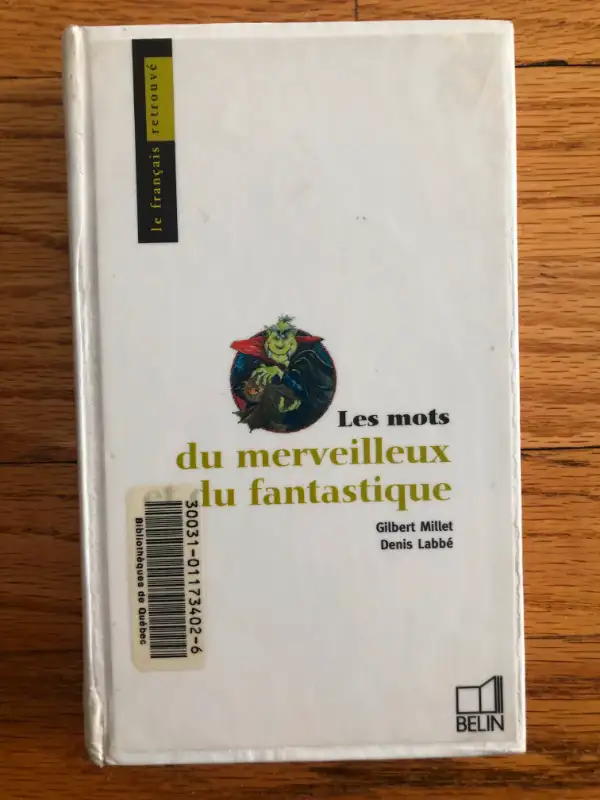 le français retrouvé
Les mots
du merveilleux
et du fantastique
Gilbert Millet
Denis Labbé
30031-01173402-6
Bibliothèques de Québec
BELIN